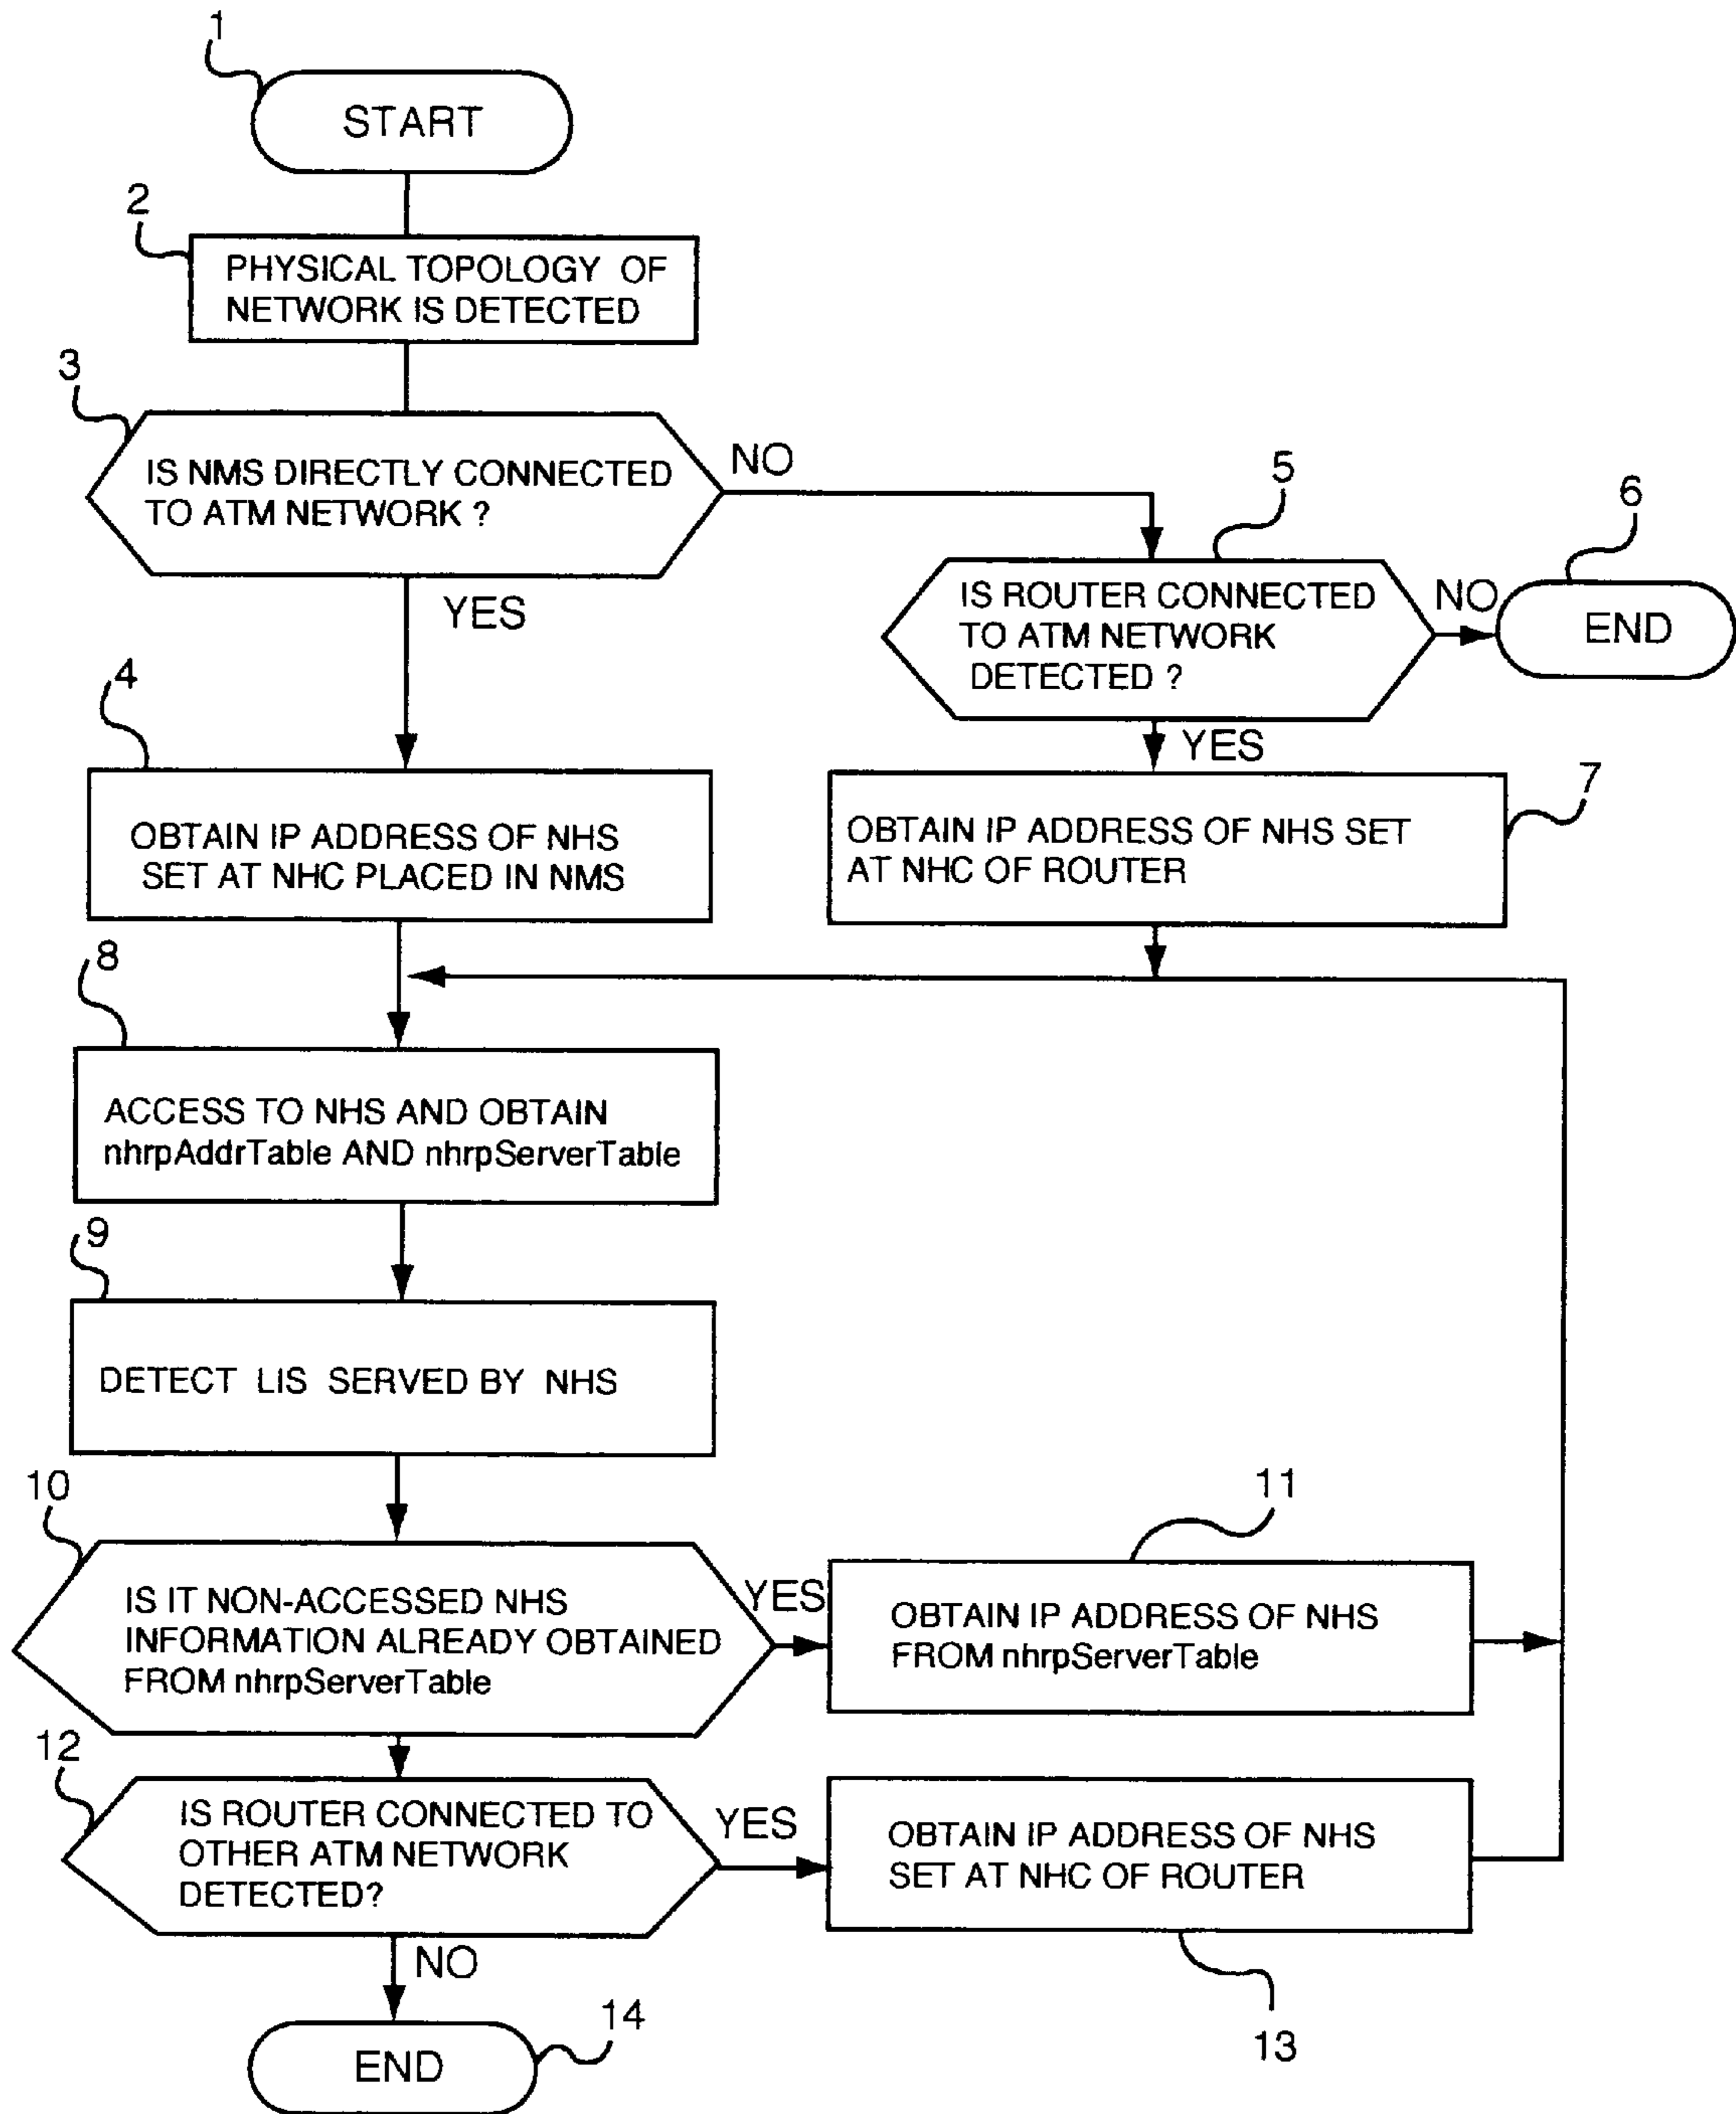 1
START
2
PHYSICAL TOPOLOGY OF
NETWORK IS DETECTED
3
IS NMS DIRECTLY CONNECTED
TO ATM NETWORK ?
NO
YES
5
IS ROUTER CONNECTED
TO ATM NETWORK
DETECTED ?
NO
6
END
YES
4
OBTAIN IP ADDRESS OF NHS
SET AT NHC PLACED IN NMS
7
OBTAIN IP ADDRESS OF NHS SET
AT NHC OF ROUTER
8
ACCESS TO NHS AND OBTAIN
nhrpAddrTable AND nhrpServerTable
9
DETECT LIS SERVED BY NHS
10
IS IT NON-ACCESSED NHS
INFORMATION ALREADY OBTAINED
FROM nhrpServerTable
YES
11
OBTAIN IP ADDRESS OF NHS
FROM nhrpServerTable
12
IS ROUTER CONNECTED TO
OTHER ATM NETWORK
DETECTED?
YES
OBTAIN IP ADDRESS OF NHS
SET AT NHC OF ROUTER
13
NO
14
END